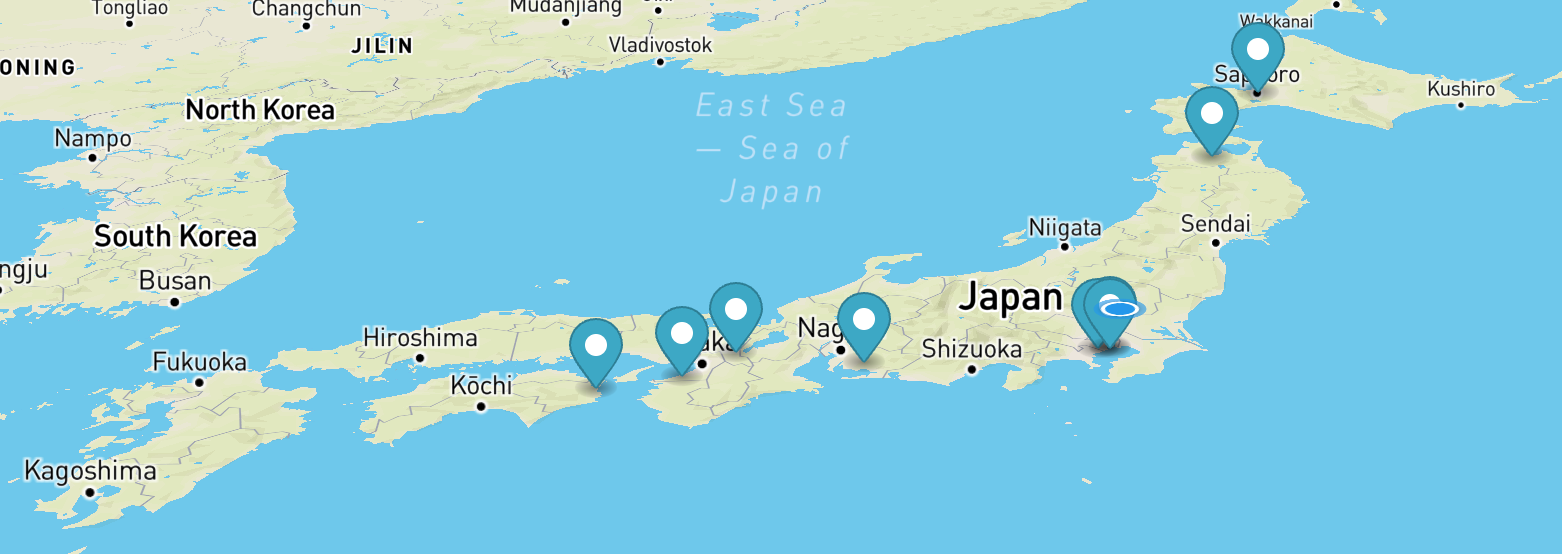 Tongliao
Changchun
Mudanjiang
Wakkanai
JILIN
Vladivostok
ONING
Sapporo
Kushiro
North Korea
East Sea
— Sea of
Japan
Nampo
South Korea
Niigata
Sendai
ngju
Busan
Japan
Hiroshima
aka
Nag
Shizuoka
Fukuoka
Kōchi
Kagoshima